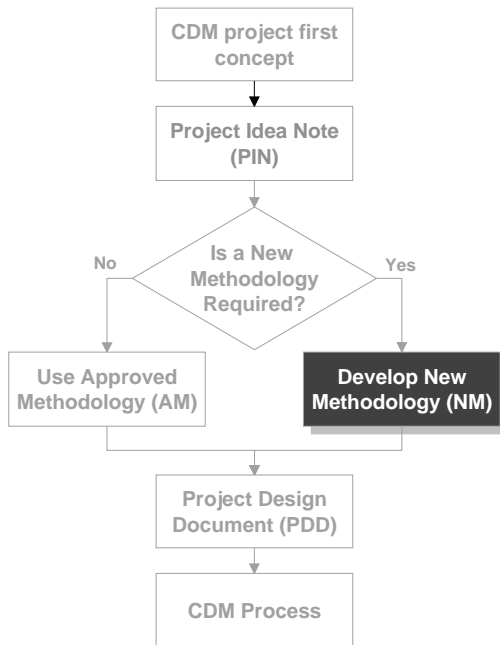 CDM project first
concept
Project Idea Note
(PIN)
Is a New
Methodology
Required?
No
Yes
Use Approved
Methodology (AM)
Develop New
Methodology (NM)
Project Design
Document (PDD)
CDM Process